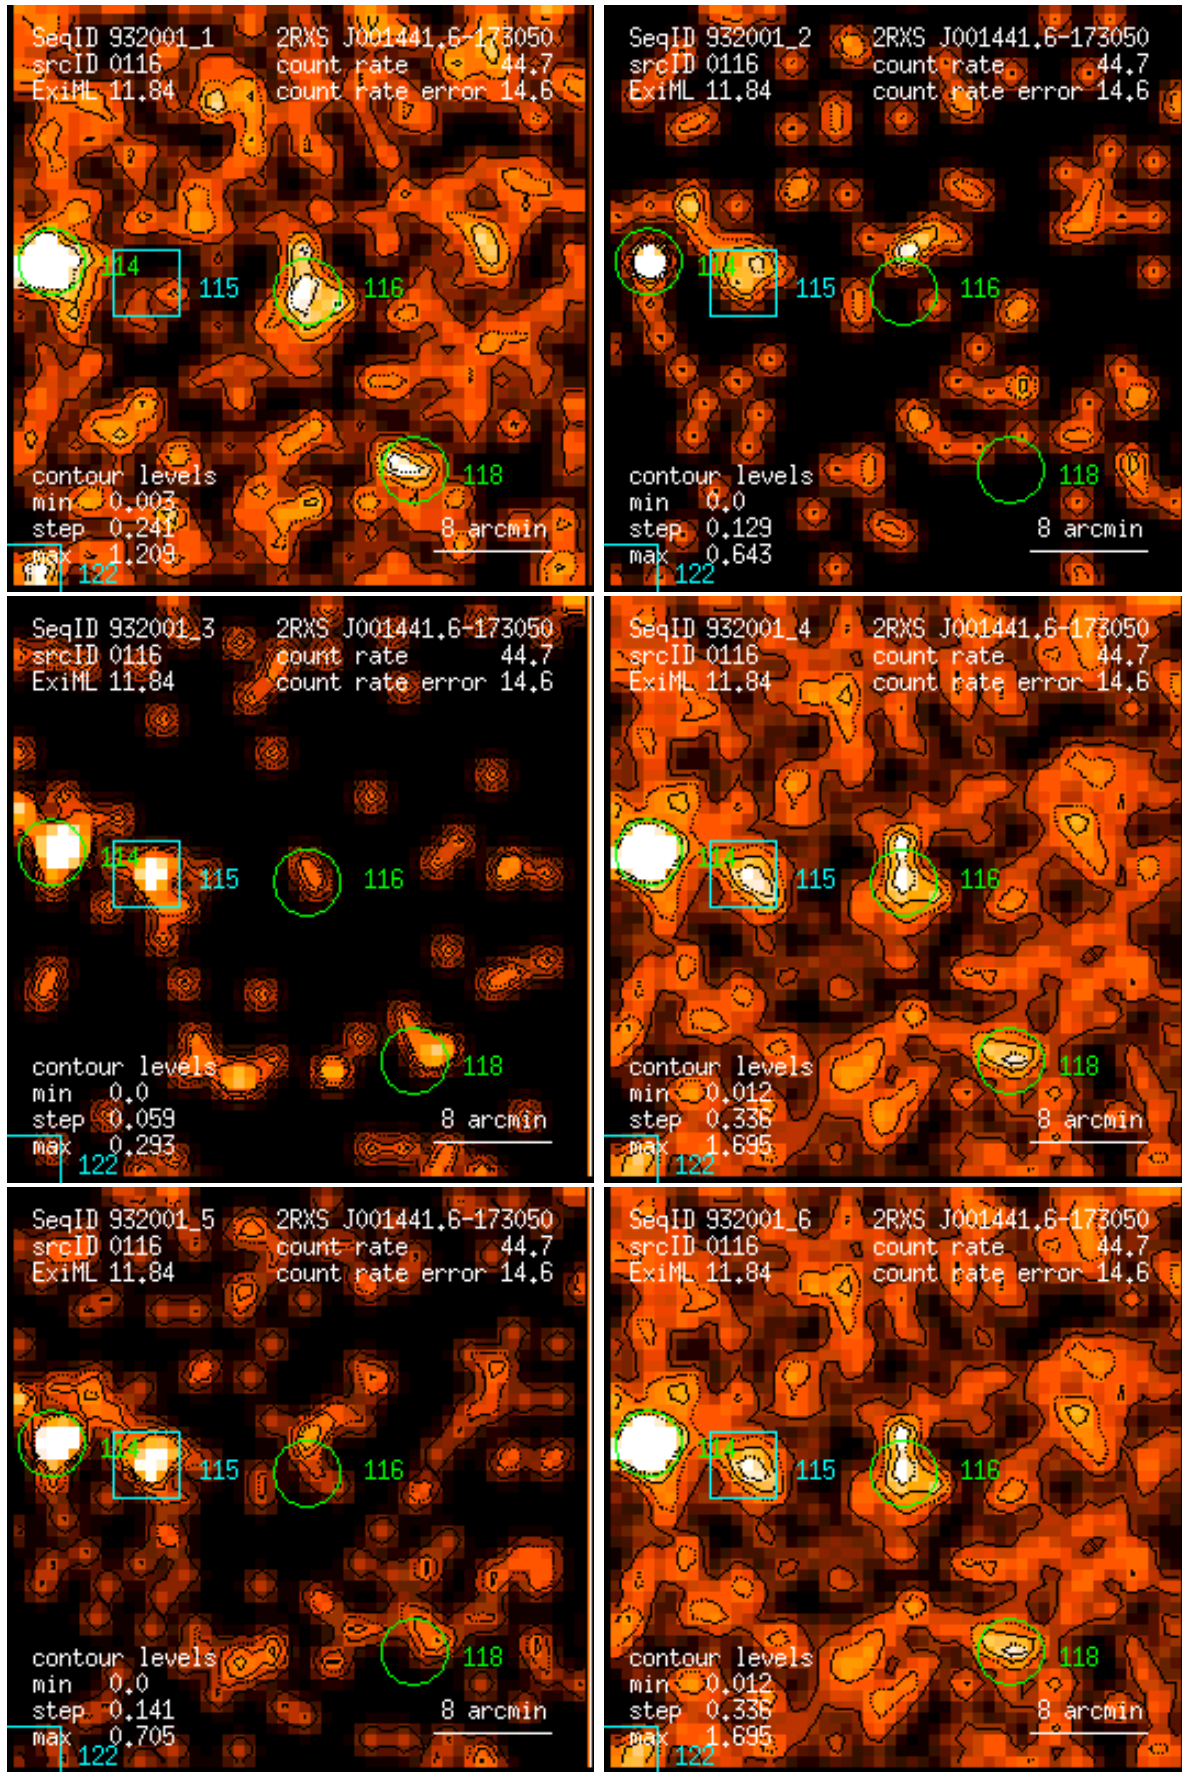 SeqID 932001_1 2RXS J001441.6-173050
srcID 0116 count rate 44.7
ExiML 11.84 count rate error 14.6
114
115
116
118
contour levels
min 0.003
step 0.241
max 1.209
8 arcmin
122
SeqID 932001_2 2RXS J001441.6-173050
srcID 0116 count rate 44.7
ExiML 11.84 count rate error 14.6
114
115
116
118
contour levels
min 0.0
step 0.129
max 0.643
8 arcmin
122
SeqID 932001_3 2RXS J001441.6-173050
srcID 0116 count rate 44.7
ExiML 11.84 count rate error 14.6
114
115
116
118
contour levels
min 0.0
step 0.059
max 0.293
8 arcmin
122
SeqID 932001_4 2RXS J001441.6-173050
srcID 0116 count rate 44.7
ExiML 11.84 count rate error 14.6
114
115
116
118
contour levels
min 0.012
step 0.336
max 1.695
8 arcmin
122
SeqID 932001_5 2RXS J001441.6-173050
srcID 0116 count rate 44.7
ExiML 11.84 count rate error 14.6
114
115
116
118
contour levels
min 0.0
step 0.141
max 0.705
8 arcmin
122
SeqID 932001_6 2RXS J001441.6-173050
srcID 0116 count rate 44.7
ExiML 11.84 count rate error 14.6
114
115
116
118
contour levels
min 0.012
step 0.336
max 1.695
8 arcmin
122